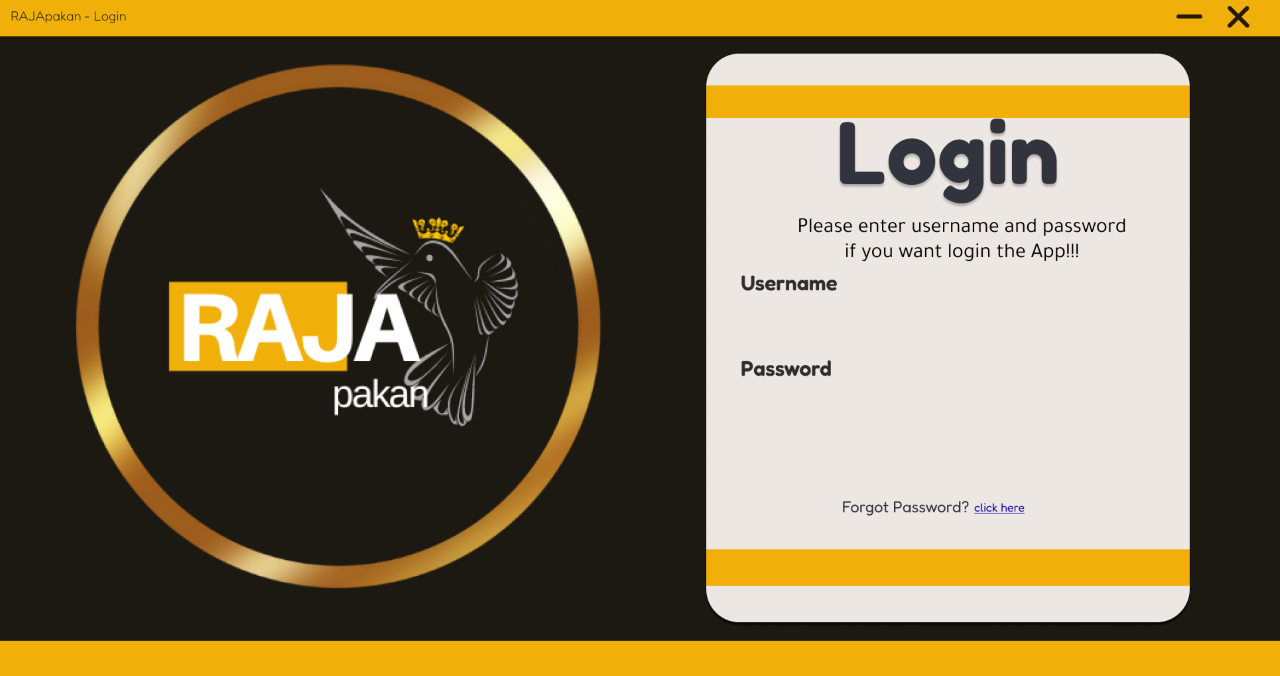 RAJApakan - Login
RAJA
pakan
Login
Please enter username and password
if you want login the App!!!
Username
Password
Forgot Password? click here